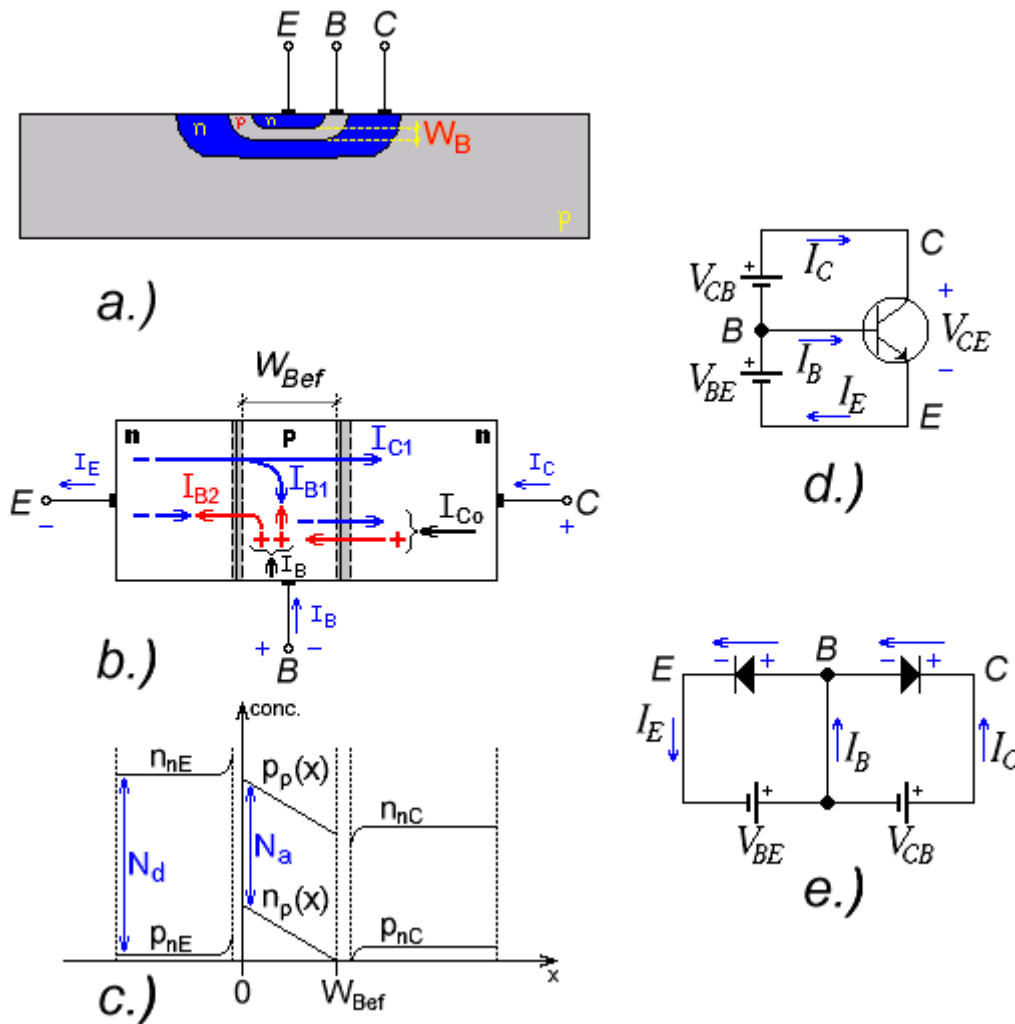 E B C
n p n
W_B
p
a.)
W_Bef
n p n
I_C1
I_E I_B2 I_B1 I_C
E I_Co C
- +
+ + +
I_B
I_B
+ -
b.) B
conc.
n_nE p_p(x)
n_nC
N_d N_a
n_p(x)
p_nE p_nC
x
0 W_Bef
c.)
C
+ I_C
V_CB +
B V_CE
+ I_B -
V_BE I_E
E
d.)
- + B - +
E C
I_E I_B I_C
+ +
V_BE V_CB
e.)